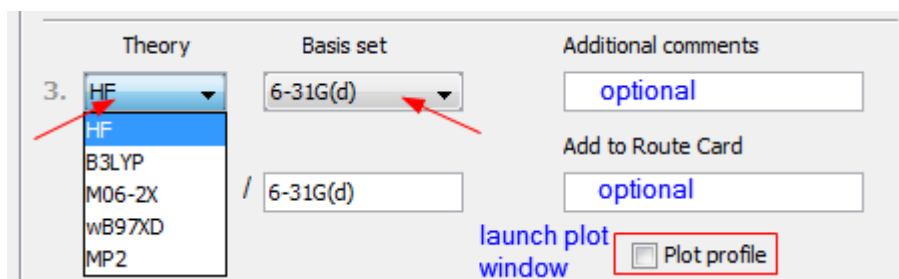 Theory Basis set Additional comments
3. HF 6-31G(d) optional
HF
B3LYP Add to Route Card
M06-2X / 6-31G(d) optional
wB97XD
MP2
launch plot
window
Plot profile